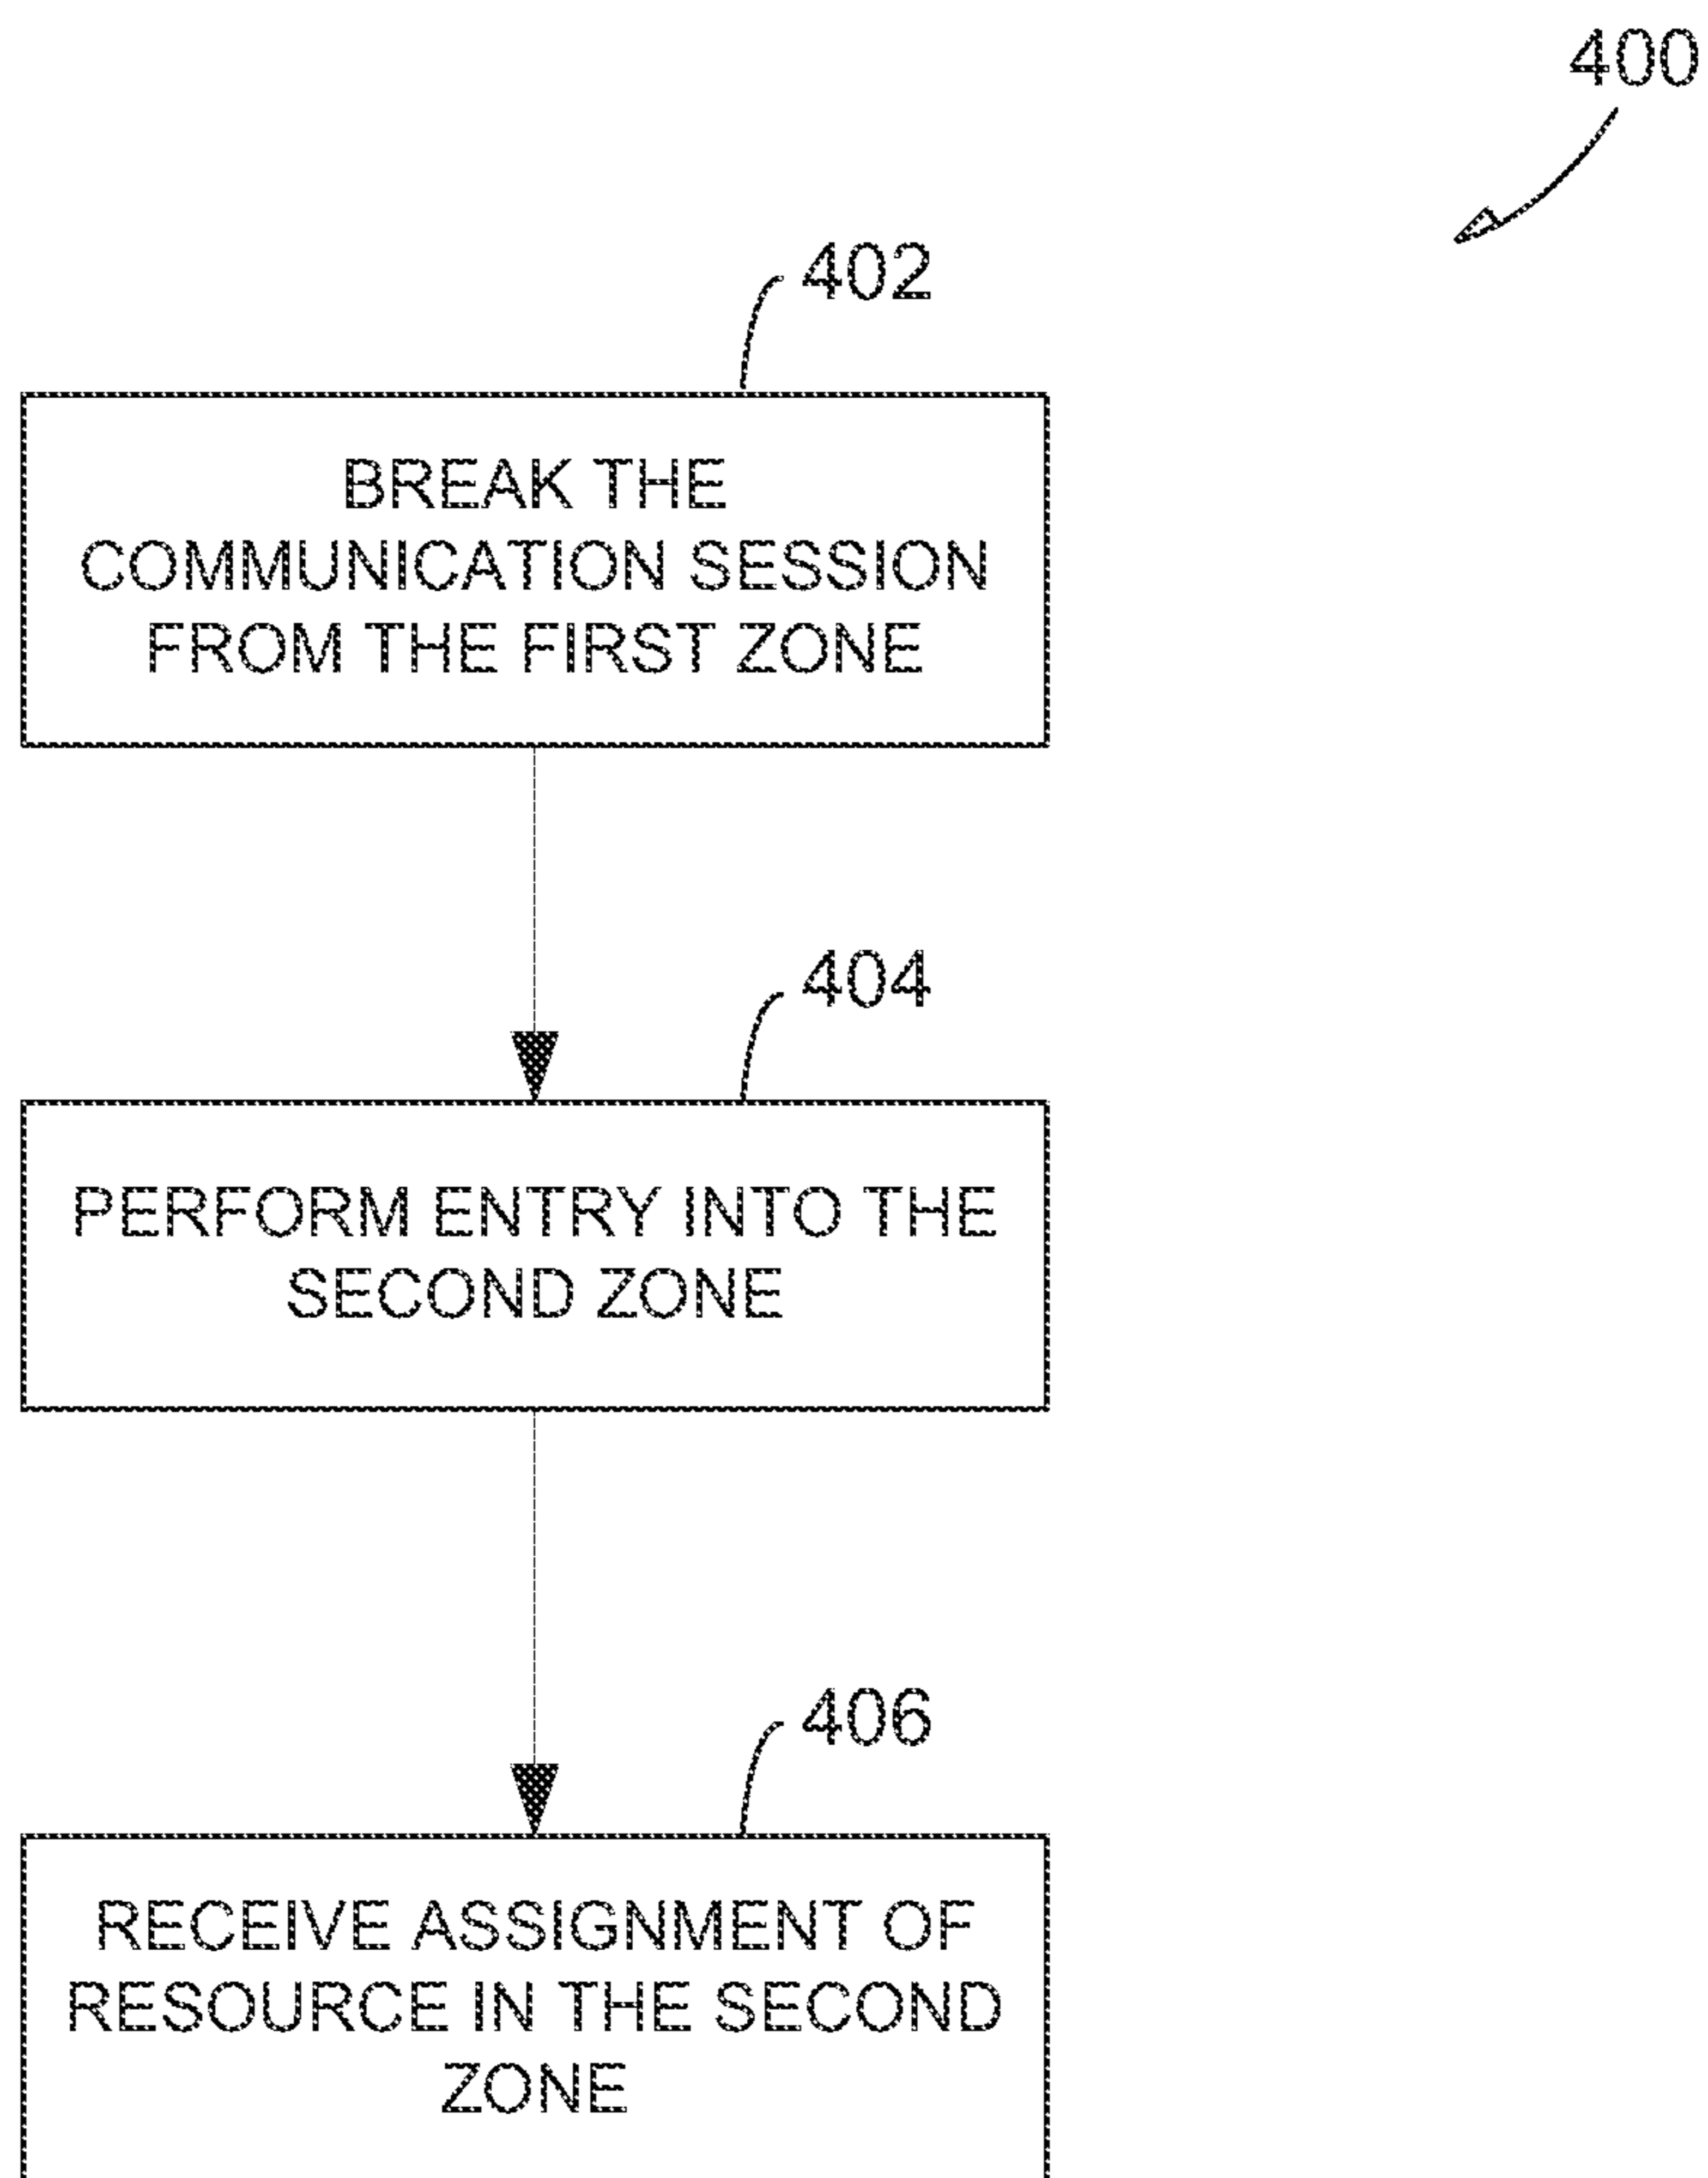 400
402
BREAK THE
COMMUNICATION SESSION
FROM THE FIRST ZONE
404
PERFORM ENTRY INTO THE
SECOND ZONE
406
RECEIVE ASSIGNMENT OF
RESOURCE IN THE SECOND
ZONE